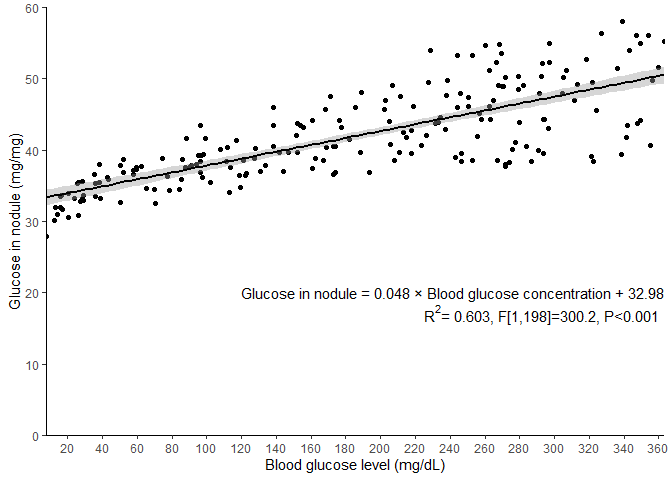 60
50
40
30
20
10
0
Glucose in nodule (mg/mg)
Glucose in nodule = 0.048 × Blood glucose concentration + 32.98
R2= 0.603, F[1,198]=300.2, P<0.001
20 40 60 80 100 120 140 160 180 200 220 240 260 280 300 320 340 360
Blood glucose level (mg/dL)